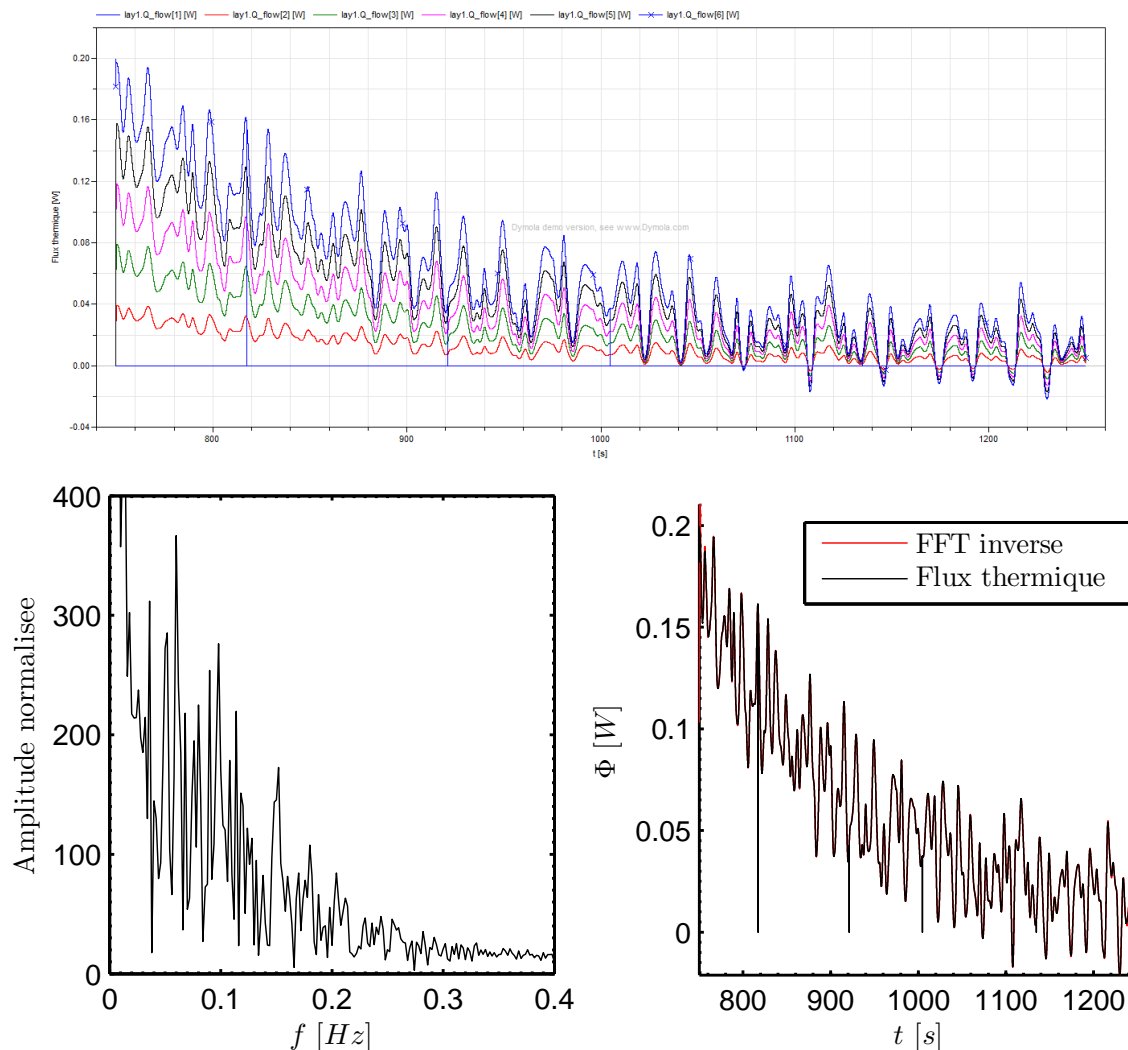 lay1.Q_flow[1] [W] lay1.Q_flow[2] [W] lay1.Q_flow[3] [W] lay1.Q_flow[4] [W] lay1.Q_flow[5] [W] lay1.Q_flow[6] [W]
0.20
0.16
0.12
0.08
0.04
0.00
-0.04
Flux thermique [W]
Dymola demo version, see www.Dymola.com
800 900 1000 1100 1200
t [s]
400
300
200
100
0
Amplitude normalisee
0 0.1 0.2 0.3 0.4
f [Hz]
0.2
0.15
0.1
0.05
0
Φ [W]
FFT inverse
Flux thermique
800 900 1000 1100 1200
t [s]